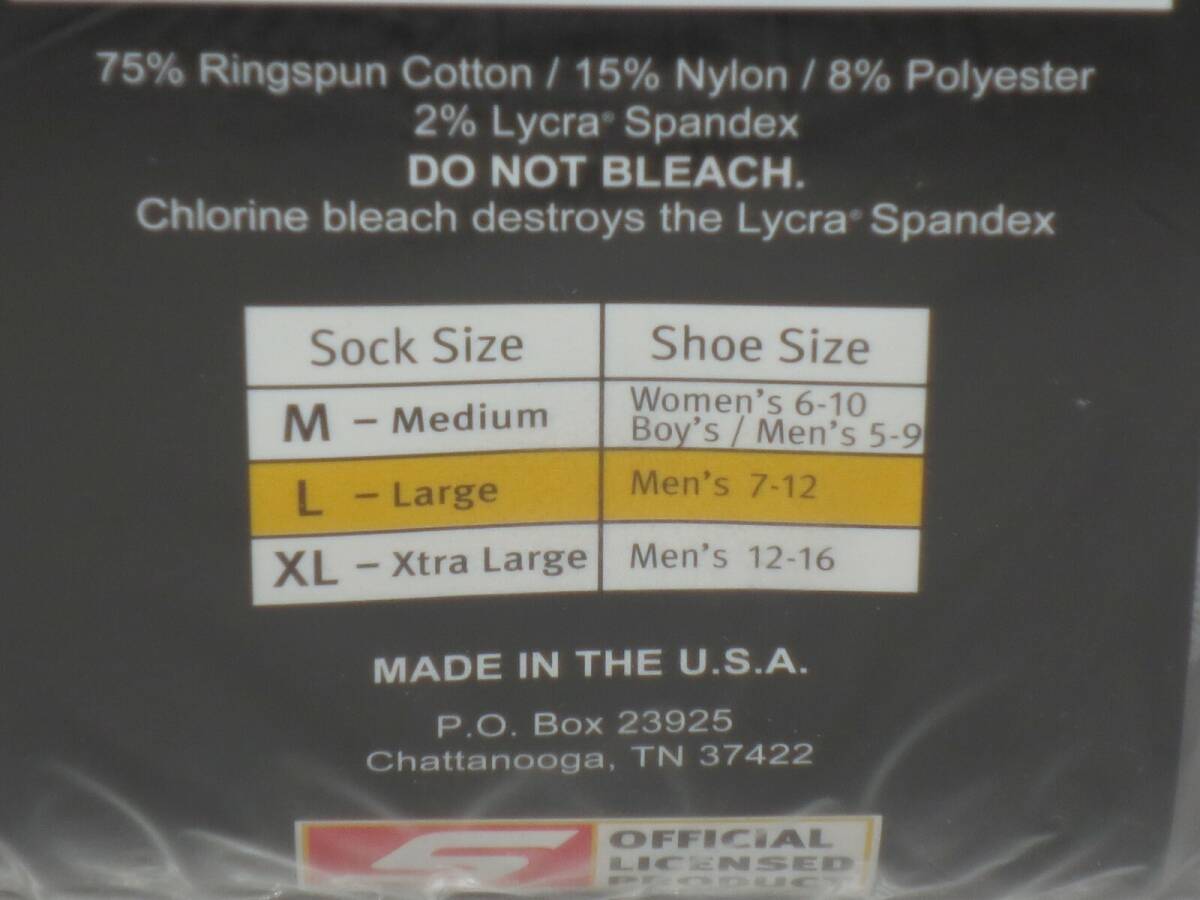 75% Ringspun Cotton / 15% Nylon / 8% Polyester
2% Lycra® Spandex
DO NOT BLEACH.
Chlorine bleach destroys the Lycra® Spandex
Sock Size Shoe Size
M – Medium Women's 6-10
Boy's / Men's 5-9
L – Large Men's 7-12
XL – Xtra Large Men's 12-16
MADE IN THE U.S.A.
P.O. Box 23925
Chattanooga, TN 37422
OFFICIAL
LICENSED
PRODUCT